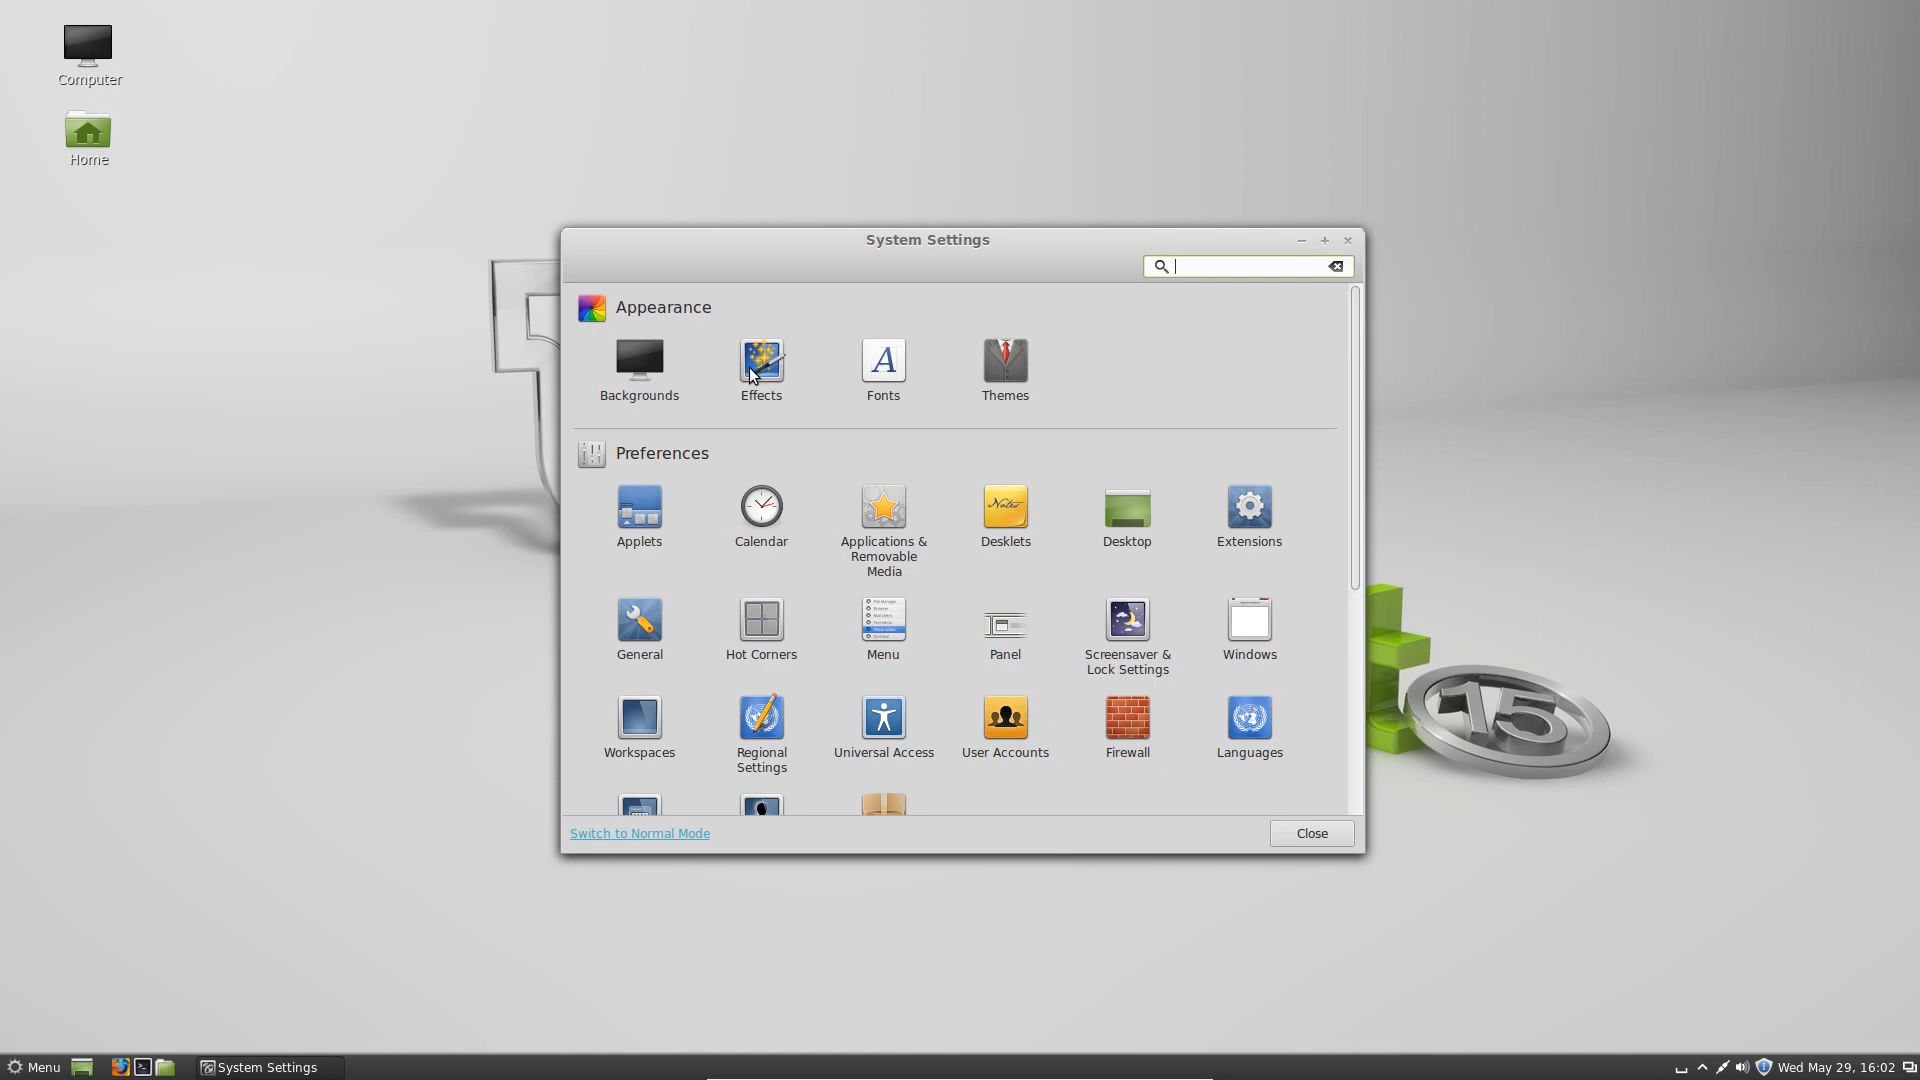 Computer
Home
System Settings
Appearance
Backgrounds
Effects
Fonts
Themes
Preferences
Applets
Calendar
Applications &
Removable
Media
Desklets
Desktop
Extensions
General
Hot Corners
Menu
Panel
Screensaver &
Lock Settings
Windows
Workspaces
Regional
Settings
Universal Access
User Accounts
Firewall
Languages
Switch to Normal Mode
Close
15
Menu
System Settings
Wed May 29, 16:02